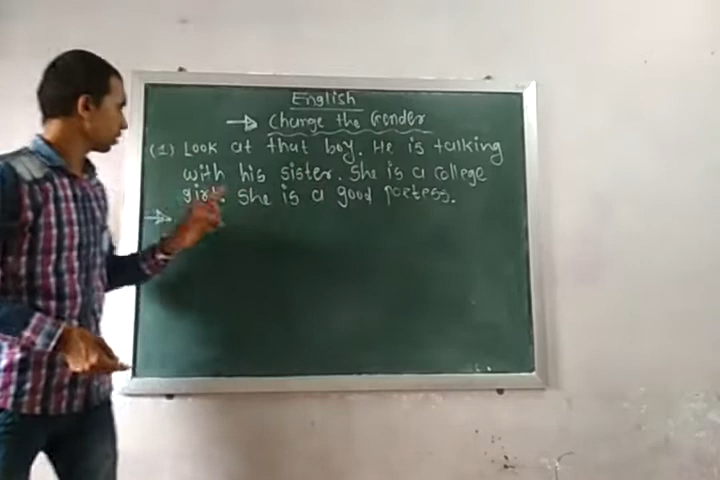 English
→ Change the Gender
(1) Look at that boy. He is talking
with his sister. She is a college
girl. She is a good poetess.
→